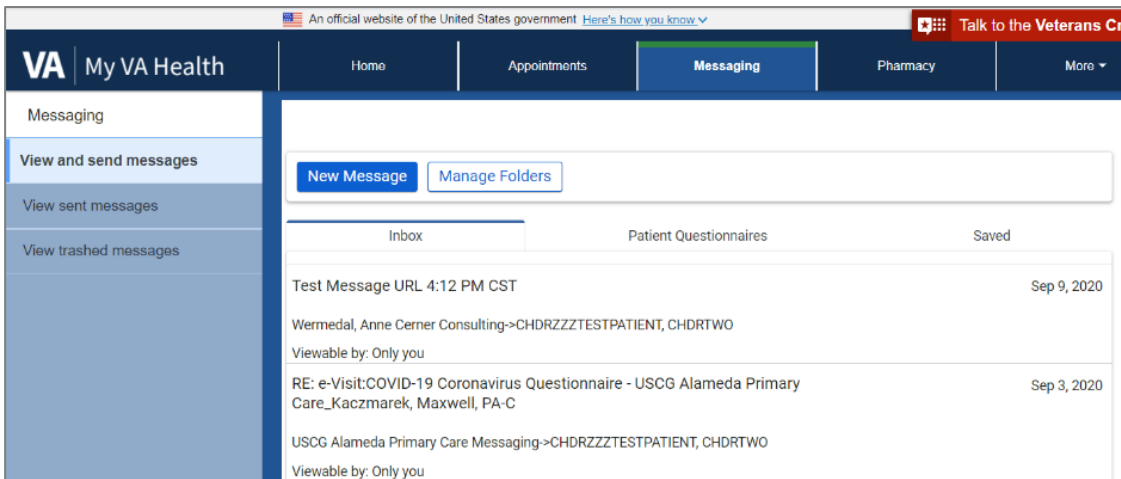 An official website of the United States government Here's how you know
Talk to the Veterans
VA My VA Health
Home Appointments Messaging Pharmacy More
Messaging
View and send messages
View sent messages
View trashed messages
New Message Manage Folders
Inbox Patient Questionnaires Saved
Test Message URL 4:12 PM CST Sep 9, 2020
Wermedal, Anne Cerner Consulting->CHDRZZZTESTPATIENT, CHDRTWO
Viewable by: Only you
RE: e-Visit:COVID-19 Coronavirus Questionnaire - USCG Alameda Primary Sep 3, 2020
Care_Kaczmarek, Maxwell, PA-C
USCG Alameda Primary Care Messaging->CHDRZZZTESTPATIENT, CHDRTWO
Viewable by: Only you